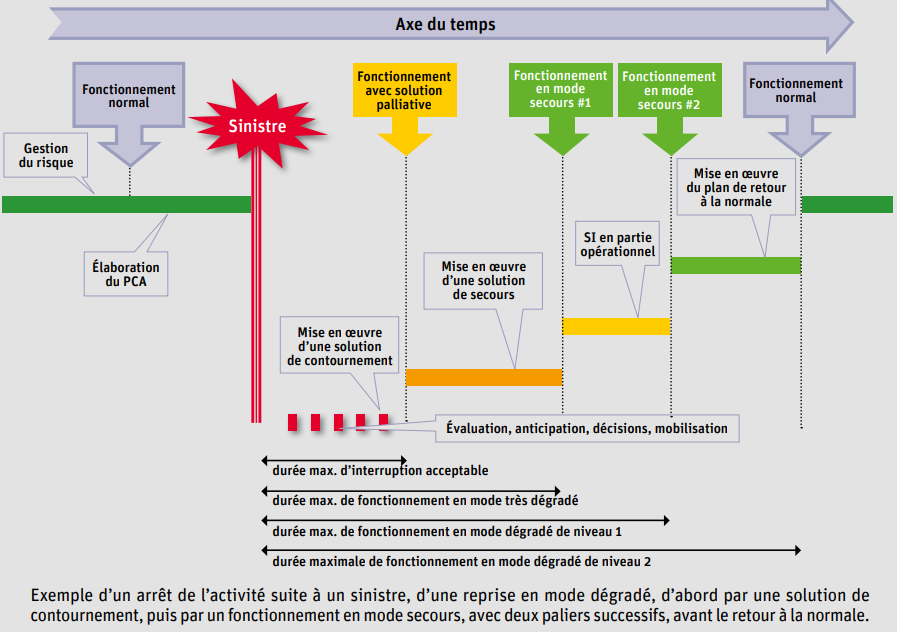 Axe du temps
Fonctionnement
normal
Sinistre
Fonctionnement
avec solution
palliative
Fonctionnement
en mode
secours #1
Fonctionnement
en mode
secours #2
Fonctionnement
normal
Gestion
du risque
Élaboration
du PCA
Mise en œuvre
d'une solution
de contournement
Mise en œuvre
d'une solution
de secours
SI en partie
opérationnel
Mise en œuvre
du plan de retour
à la normale
Évaluation, anticipation, décisions, mobilisation
durée max. d'interruption acceptable
durée max. de fonctionnement en mode très dégradé
durée max. de fonctionnement en mode dégradé de niveau 1
durée maximale de fonctionnement en mode dégradé de niveau 2
Exemple d'un arrêt de l'activité suite à un sinistre, d'une reprise en mode dégradé, d'abord par une solution de
contournement, puis par un fonctionnement en mode secours, avec deux paliers successifs, avant le retour à la normale.